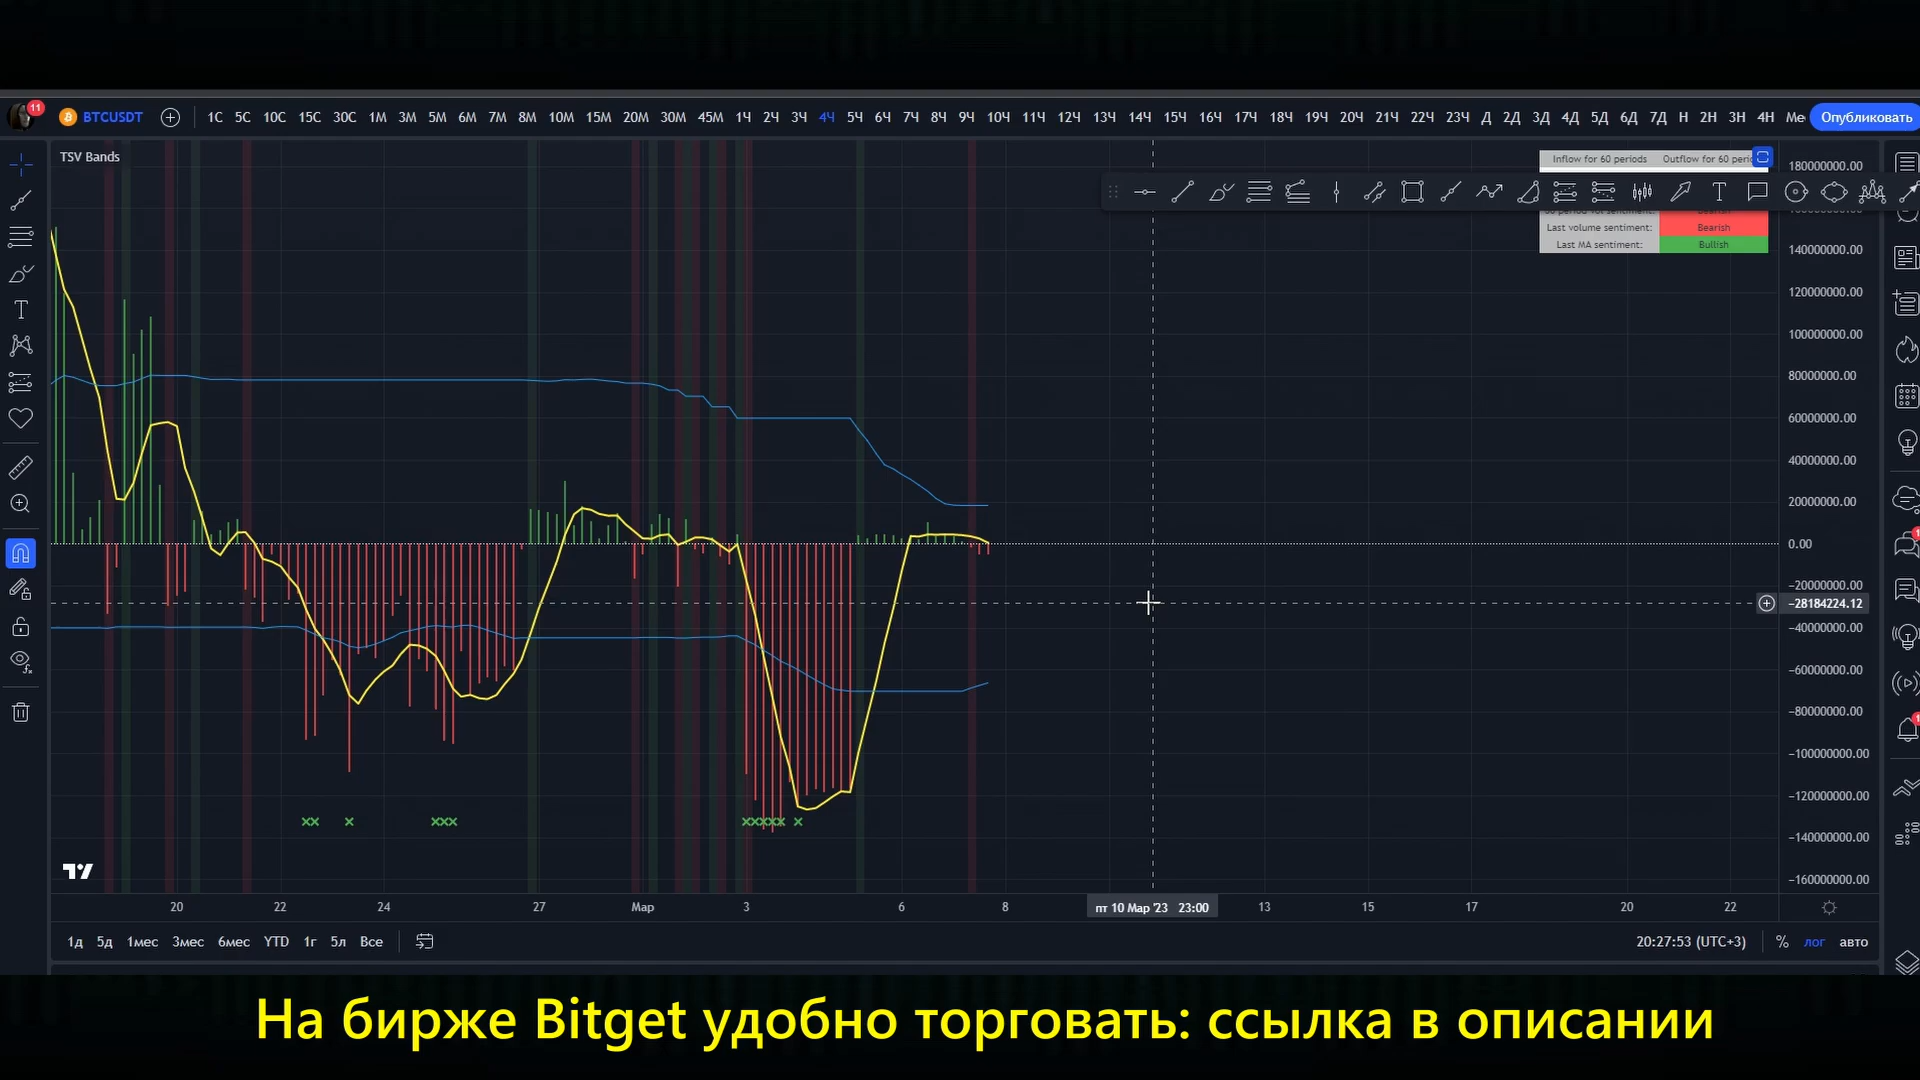 11 BTCUSDT 1С 5С 10С 15С 30С 1М 3М 5М 6М 7М 8М 10М 15М 20М 30М 45М 1Ч 2Ч 3Ч 4Ч 5Ч 6Ч 7Ч 8Ч 9Ч 10Ч 11Ч 12Ч 13Ч 14Ч 15Ч 16Ч 17Ч 18Ч 19Ч 20Ч 21Ч 22Ч 23Ч Д 2Д 3Д 4Д 5Д 6Д 7Д Н 2Н 3Н 4Н Ме Опубликовать
TSV Bands
Inflow for 60 periods Outflow for 60 perio
Last volume sentiment: Bearish
Last MA sentiment: Bullish
180000000.00
140000000.00
120000000.00
100000000.00
80000000.00
60000000.00
40000000.00
20000000.00
0.00
−20000000.00
−28184224.12
−40000000.00
−60000000.00
−80000000.00
−100000000.00
−120000000.00
−140000000.00
−160000000.00
20 22 24 27 Мар 3 6 8 пт 10 Мар '23 23:00 13 15 17 20 22
1д 5д 1мес 3мес 6мес YTD 1г 5л Все 20:27:53 (UTC+3) % лог авто
На бирже Bitget удобно торговать: ссылка в описании